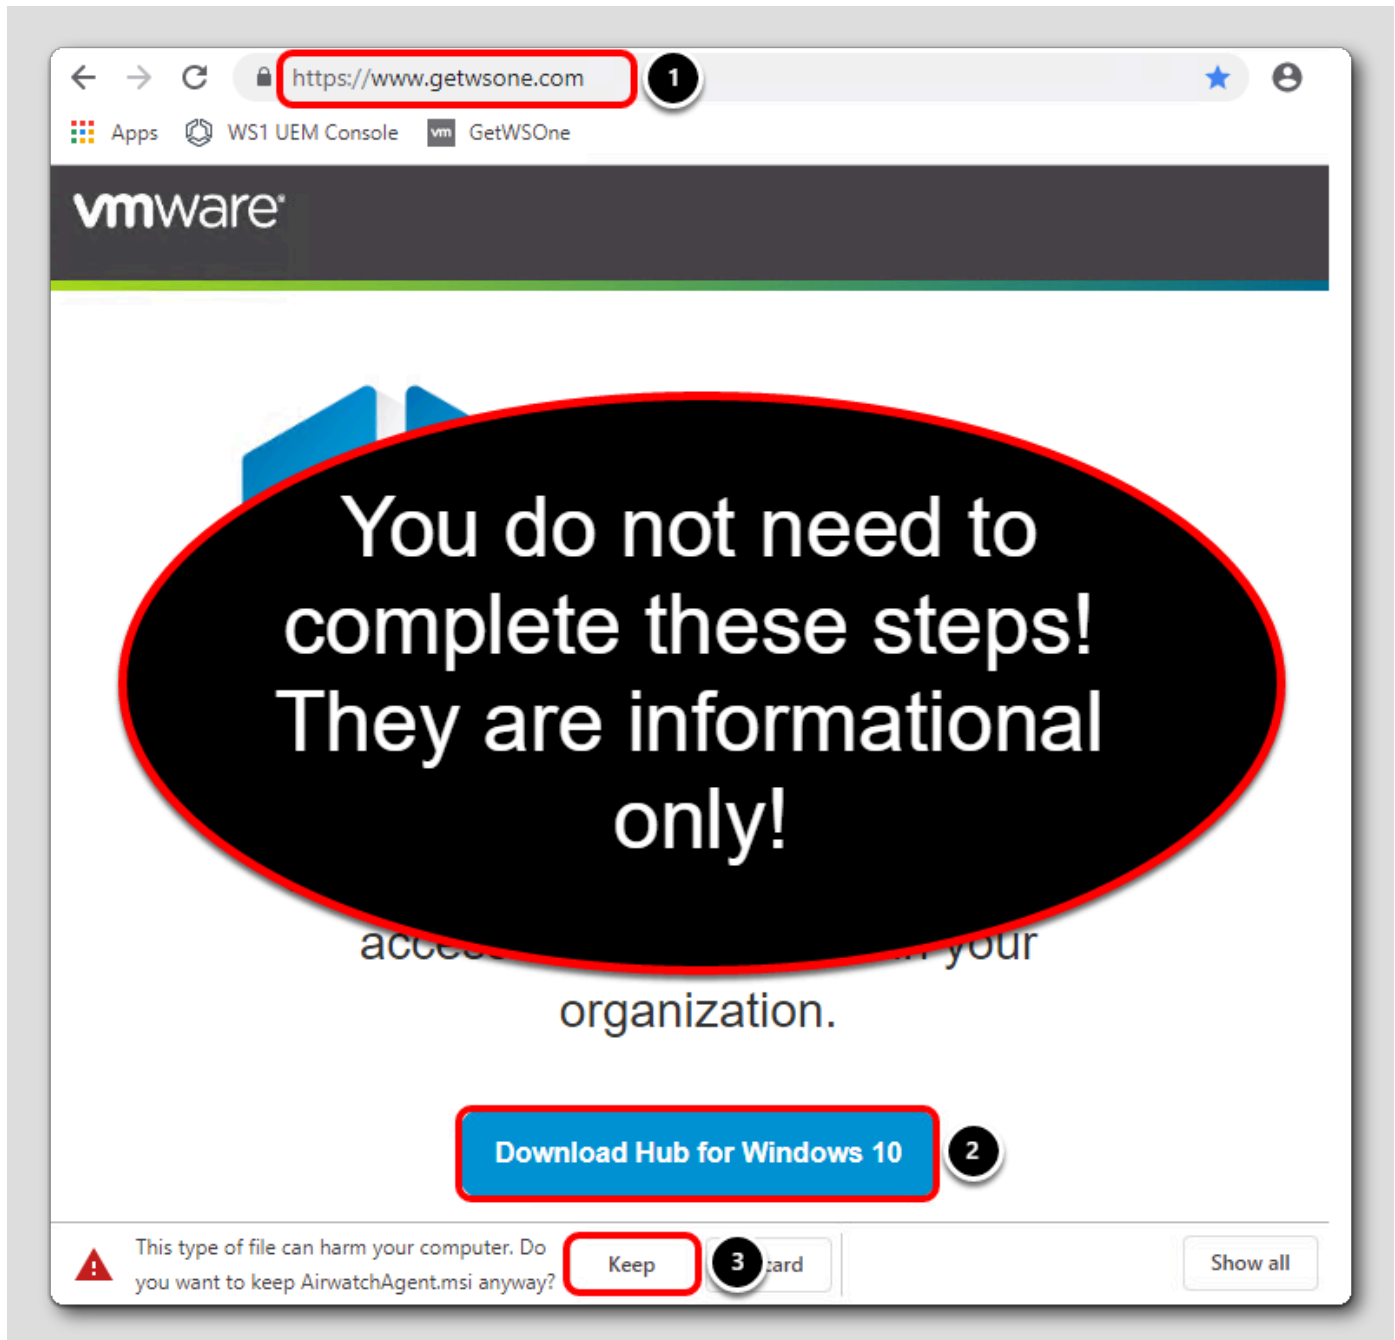 https://www.getwsone.com 1
Apps WS1 UEM Console vm GetWSOne
vmware
You do not need to
complete these steps!
They are informational
only!
your
organization.
Download Hub for Windows 10 2
This type of file can harm your computer. Do
you want to keep AirwatchAgent.msi anyway?
Keep 3 Show all